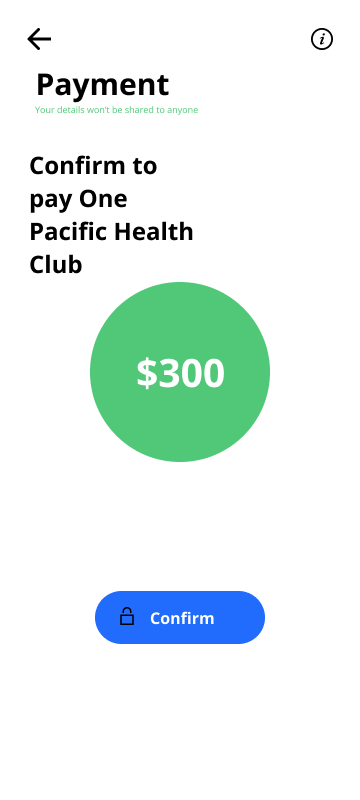 Payment
Your details won't be shared to anyone
Confirm to
pay One
Pacific Health
Club
$300
Confirm